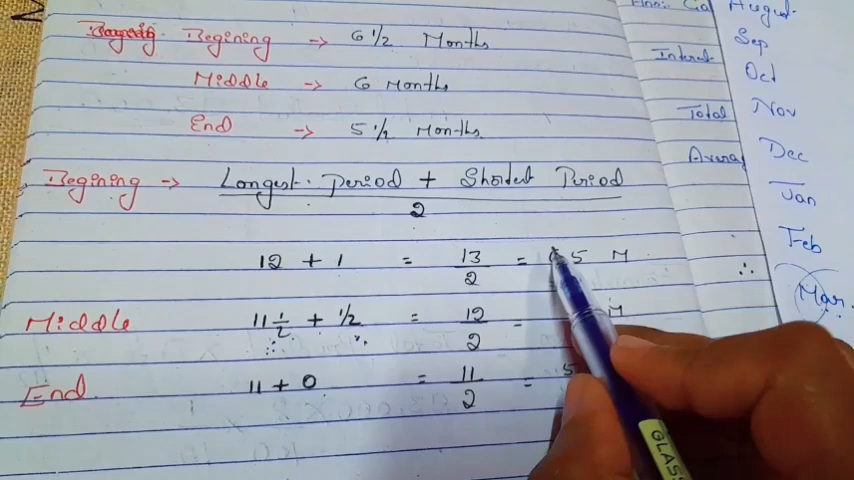 Begining → 6 1/2 Months
Middle → 6 Months
End → 5 1/2 Months
Begining → Longest Period + Shortest Period
2
12 + 1 = 13/2 = 5 M
Middle 11 1/2 + 1/2 = 12/2 = M
End 11 + 0 = 11/2 = 5
Interest
Total
Averag
August
Sep
Oct
Nov
Dec
Jan
Feb
Mar
GLASS